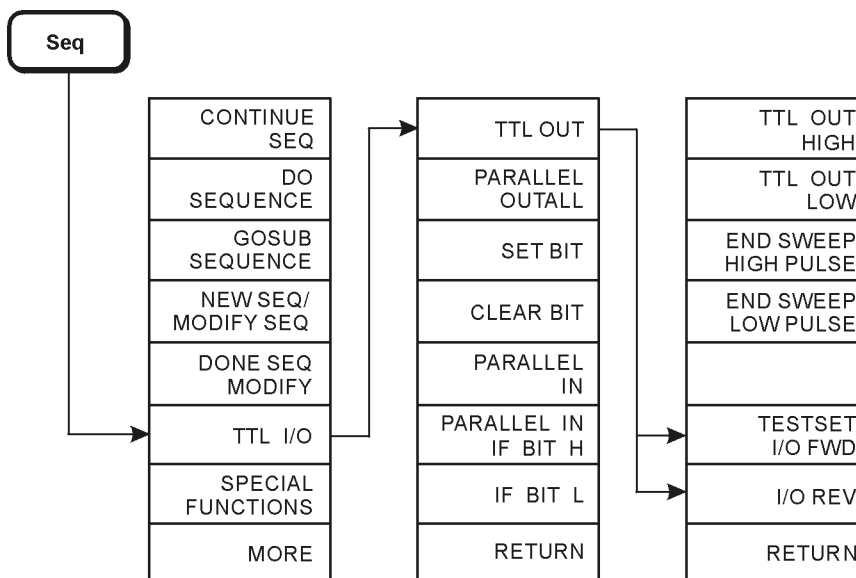 Seq
CONTINUE
SEQ
DO
SEQUENCE
GOSUB
SEQUENCE
NEW SEQ/
MODIFY SEQ
DONE SEQ
MODIFY
TTL I/O
SPECIAL
FUNCTIONS
MORE
TTL OUT
PARALLEL
OUTALL
SET BIT
CLEAR BIT
PARALLEL
IN
PARALLEL IN
IF BIT H
IF BIT L
RETURN
TTL OUT
HIGH
TTL OUT
LOW
END SWEEP
HIGH PULSE
END SWEEP
LOW PULSE
TESTSET
I/O FWD
I/O REV
RETURN